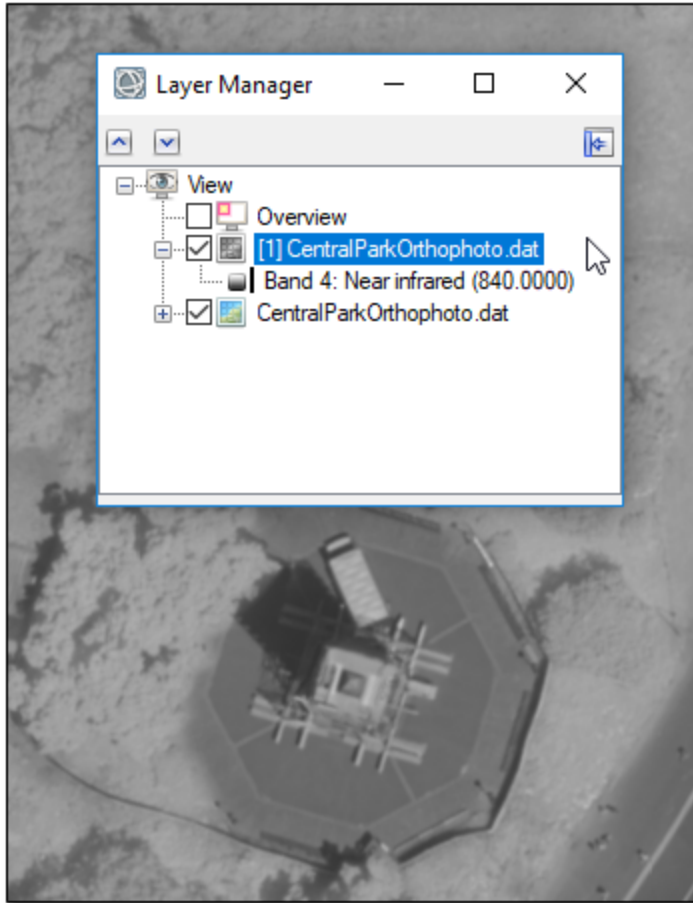 Layer Manager
View
Overview
[1] CentralParkOrthophoto.dat
Band 4: Near infrared (840.0000)
CentralParkOrthophoto.dat